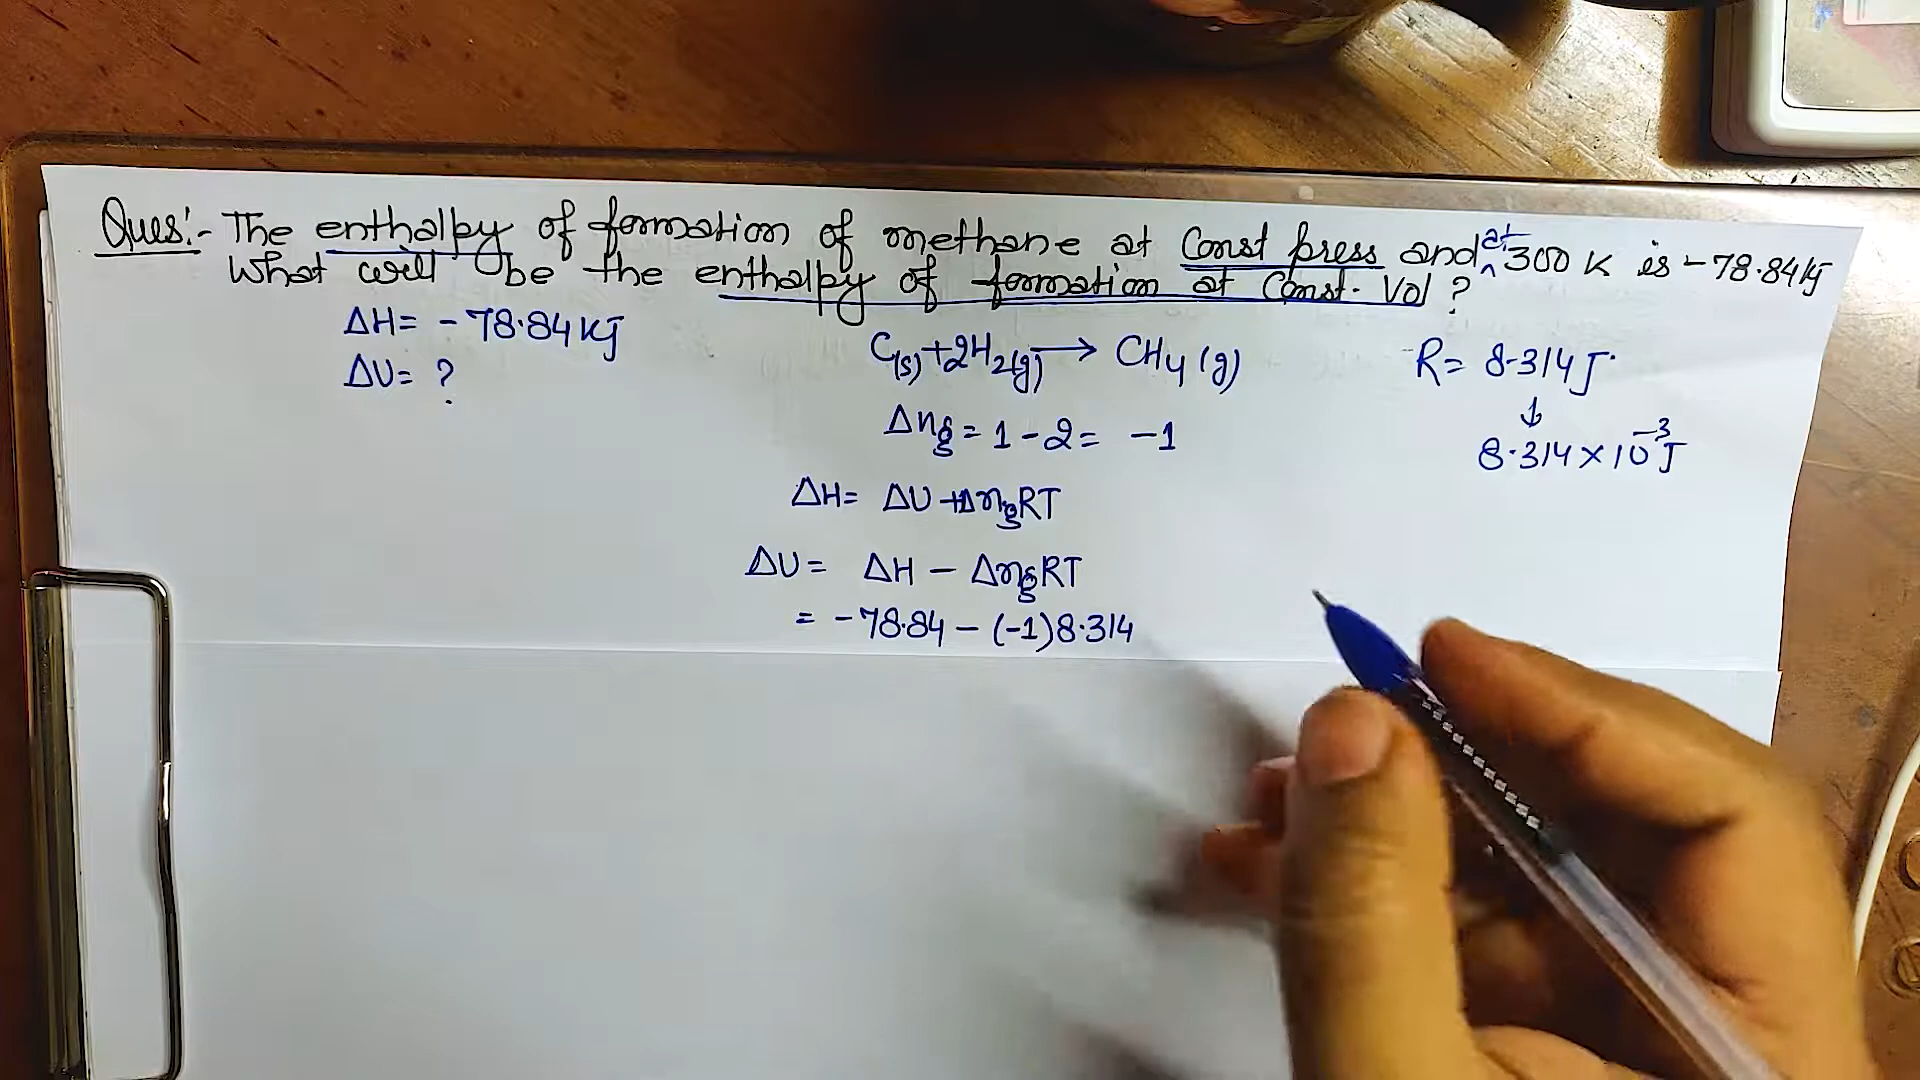 Ques:- The enthalpy of formation of methane at Const press and at 300 K is -78.84 kJ
What will be the enthalpy of formation at Const. Vol ?
ΔH = -78.84 KJ
ΔU = ?
C(s) + 2H₂(g) → CH₄ (g)
Δng = 1 - 2 = -1
ΔH = ΔU + ΔngRT
ΔU = ΔH - ΔngRT
= -78.84 - (-1)8.314
R = 8.314 J
↓
8.314 × 10⁻³ J